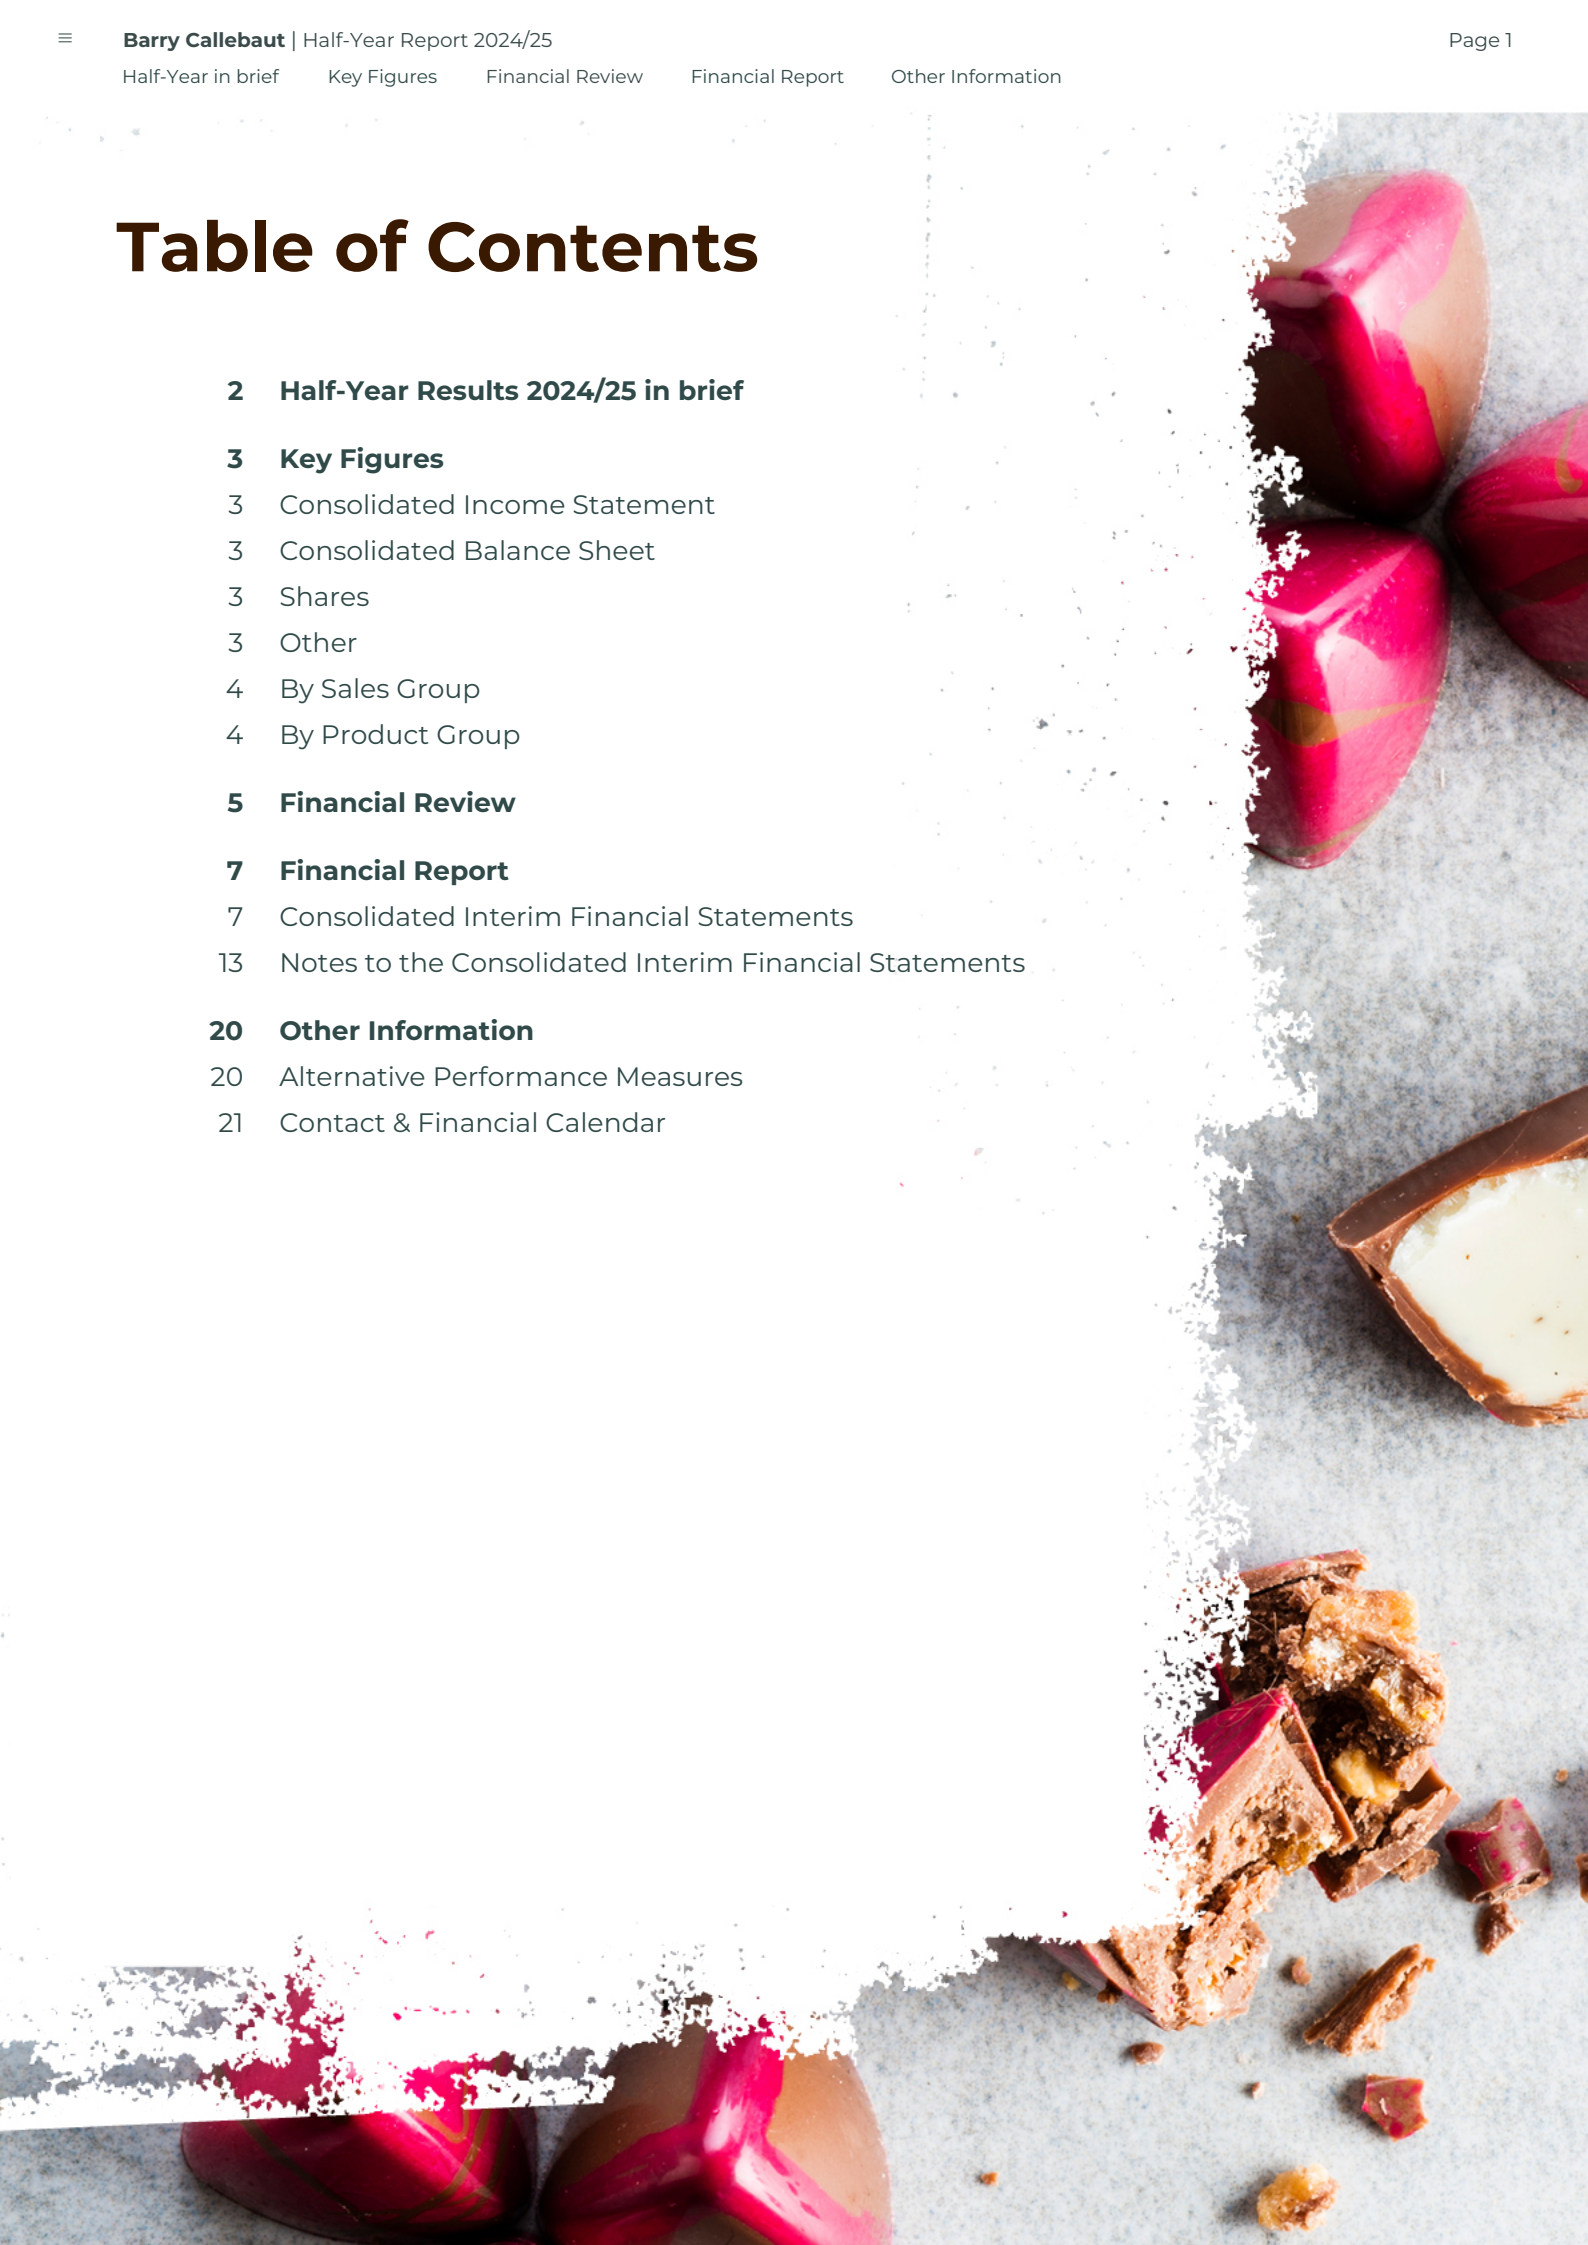 Barry Callebaut | Half-Year Report 2024/25 Page 1
Half-Year in brief Key Figures Financial Review Financial Report Other Information
Table of Contents
2 Half-Year Results 2024/25 in brief
3 Key Figures
3 Consolidated Income Statement
3 Consolidated Balance Sheet
3 Shares
3 Other
4 By Sales Group
4 By Product Group
5 Financial Review
7 Financial Report
7 Consolidated Interim Financial Statements
13 Notes to the Consolidated Interim Financial Statements
20 Other Information
20 Alternative Performance Measures
21 Contact & Financial Calendar